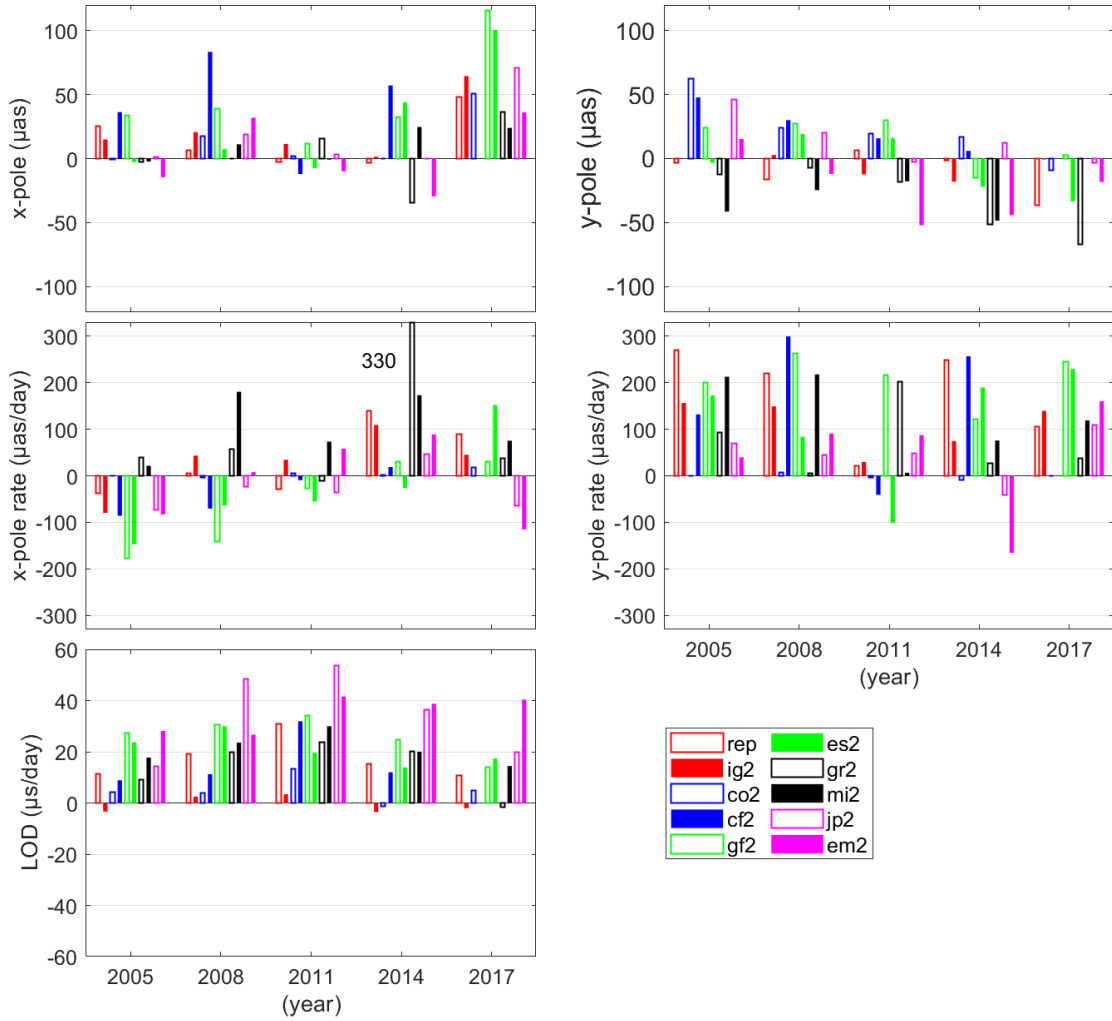 x-pole (µas)
100
50
0
-50
-100
y-pole (µas)
100
50
0
-50
-100
x-pole rate (µas/day)
300
200
100
0
-100
-200
-300
330
y-pole rate (µas/day)
300
200
100
0
-100
-200
-300
2005 2008 2011 2014 2017
(year)
LOD (µs/day)
60
40
20
0
-20
-40
-60
2005 2008 2011 2014 2017
(year)
rep es2
ig2 gr2
co2 mi2
cf2 jp2
gf2 em2